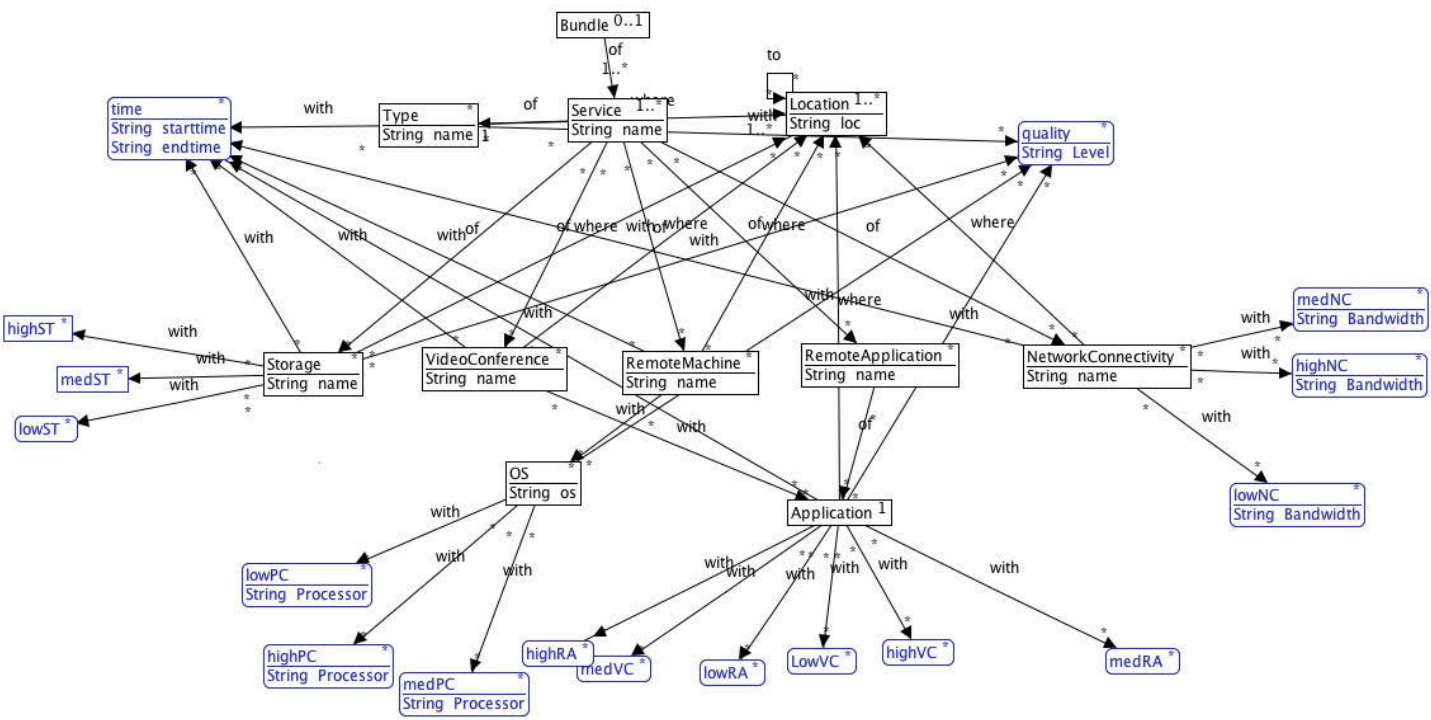 Bundle 0..1
of
1..*
to
time *
String starttime
String endtime
with
Type *
String name 1
of
Service 1..*
String name
where
with
1..*
Location 1..*
String loc
quality *
String Level
with
with
with
of
of
where
with
of
where
with
of
where
of
where
with
with
where
with
highST *
with
with
medST *
with
lowST *
Storage *
String name
VideoConference *
String name
RemoteMachine *
String name
RemoteApplication *
String name
NetworkConnectivity *
String name
with
medNC *
String Bandwidth
with
highNC *
String Bandwidth
with
lowNC *
String Bandwidth
with
with
of
OS *
String os
Application 1
with
with
with
lowPC *
String Processor
highPC *
String Processor
medPC *
String Processor
with
with
with
with
with
with
highRA *
medVC *
lowRA *
LowVC *
highVC *
medRA *